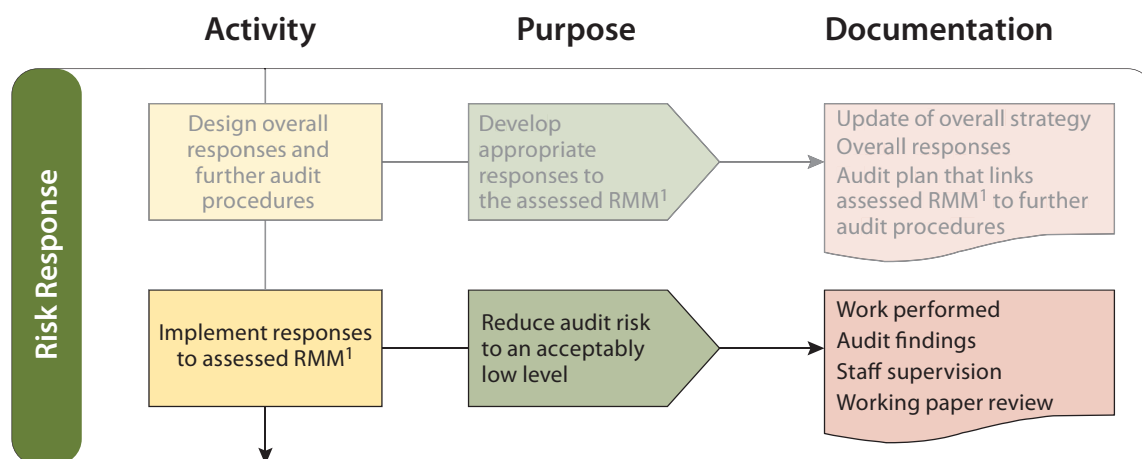 Activity
Purpose
Documentation
Risk Response
Design overall
responses and
further audit
procedures
Develop
appropriate
responses to
the assessed RMM¹
Update of overall strategy
Overall responses
Audit plan that links
assessed RMM¹ to further
audit procedures
Implement responses
to assessed RMM¹
Reduce audit risk
to an acceptably
low level
Work performed
Audit findings
Staff supervision
Working paper review